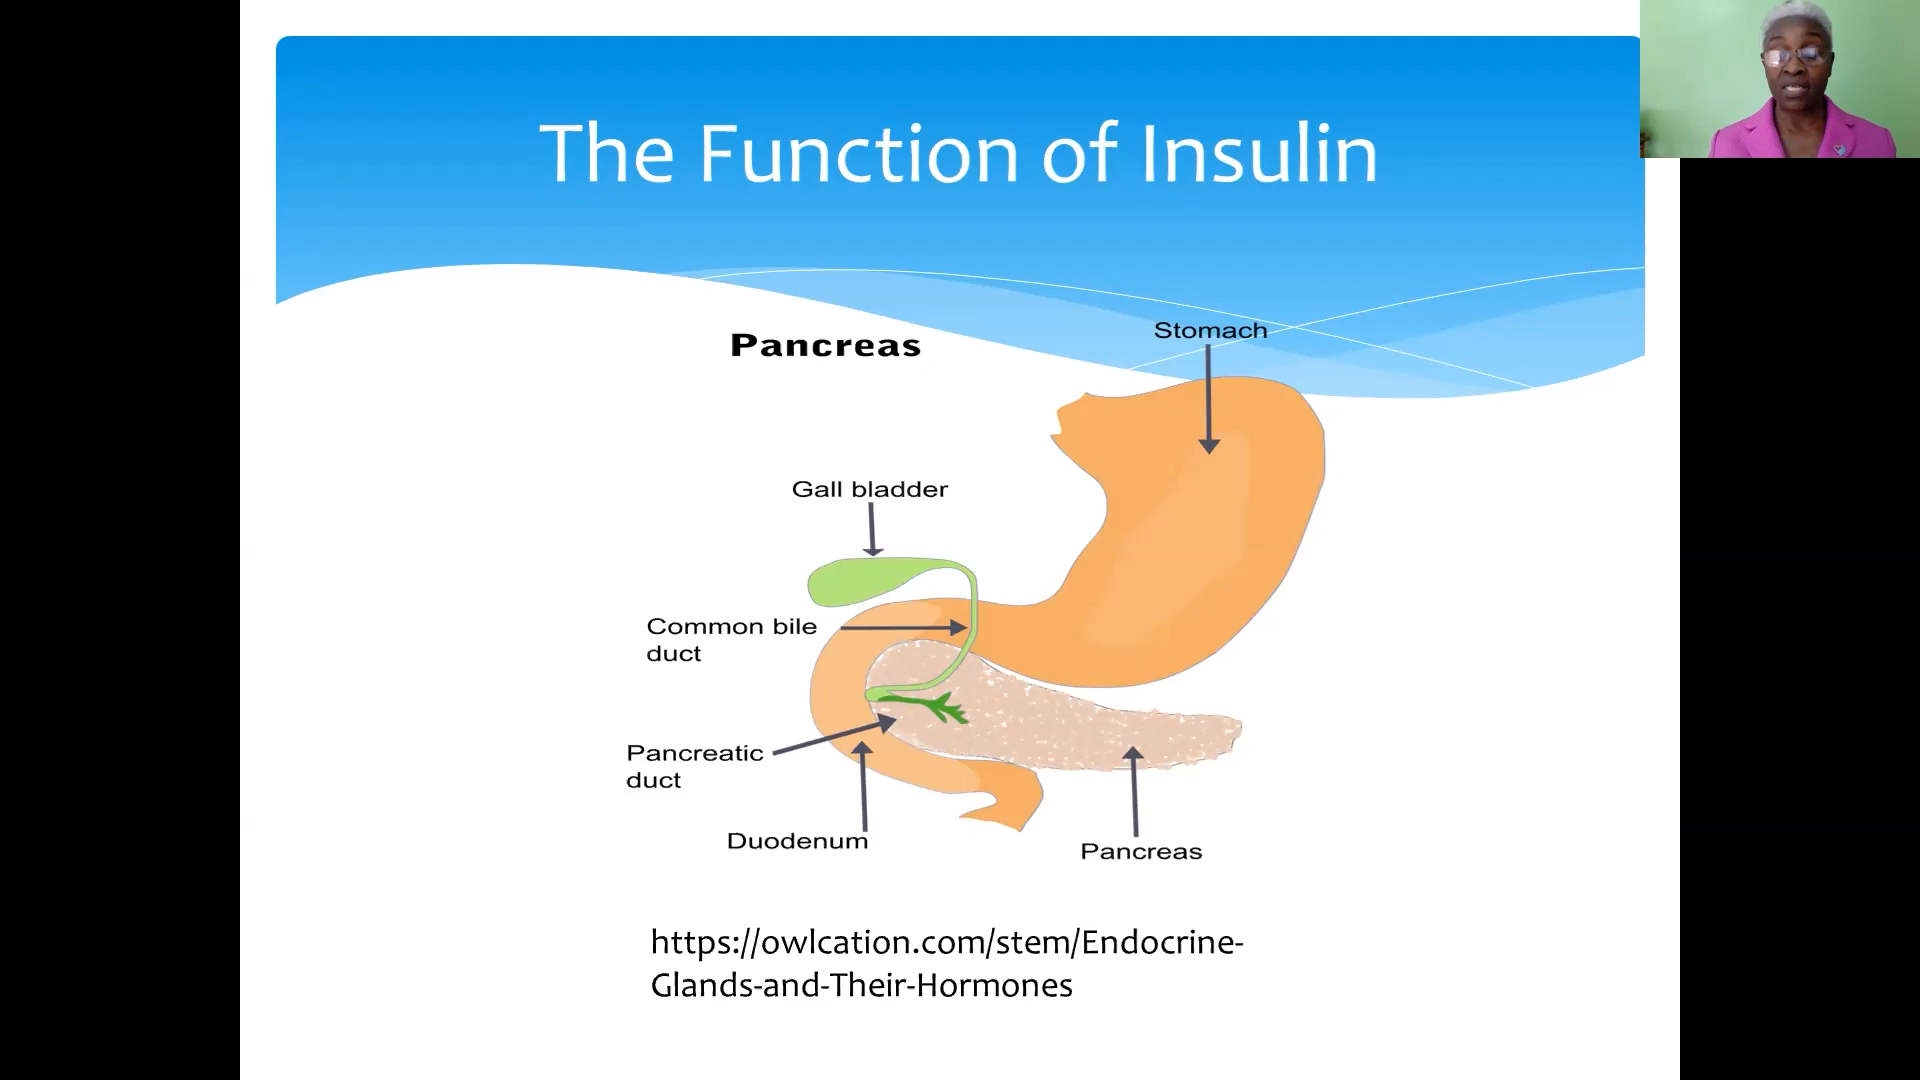 The Function of Insulin
Pancreas
Stomach
Gall bladder
Common bile
duct
Pancreatic
duct
Duodenum
Pancreas
https://owlcation.com/stem/Endocrine-
Glands-and-Their-Hormones